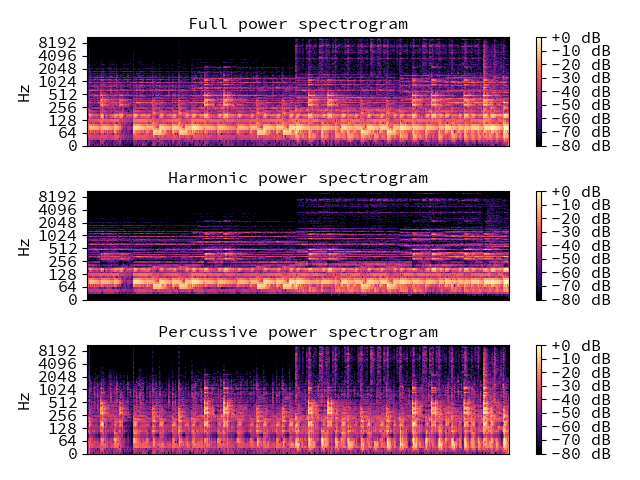 Full power spectrogram
8192
4096
2048
1024
512
256
128
64
0
Hz
+0 dB
−10 dB
−20 dB
−30 dB
−40 dB
−50 dB
−60 dB
−70 dB
−80 dB
Harmonic power spectrogram
8192
4096
2048
1024
512
256
128
64
0
Hz
+0 dB
−10 dB
−20 dB
−30 dB
−40 dB
−50 dB
−60 dB
−70 dB
−80 dB
Percussive power spectrogram
8192
4096
2048
1024
512
256
128
64
0
Hz
+0 dB
−10 dB
−20 dB
−30 dB
−40 dB
−50 dB
−60 dB
−70 dB
−80 dB